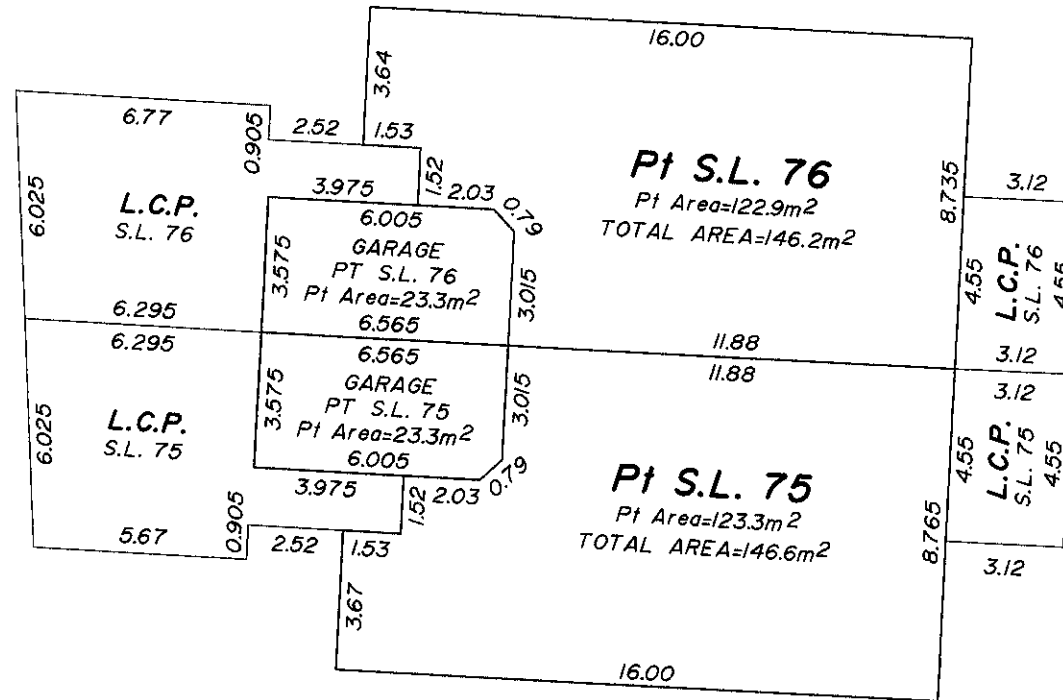 16.00
3.64
6.77
0.905
2.52
1.53
1.52
2.03
0.79
6.025
L.C.P.
S.L. 76
3.975
6.005
GARAGE
PT S.L. 76
Pt Area=23.3m²
3.575
3.015
6.565
6.295
Pt S.L. 76
Pt Area=122.9m²
TOTAL AREA=146.2m²
8.735
3.12
4.55
L.C.P.
S.L. 76
4.55
3.12
11.88
11.88
6.295
6.565
GARAGE
PT S.L. 75
Pt Area=23.3m²
6.005
3.575
3.015
6.025
L.C.P.
S.L. 75
3.975
1.52
2.03
0.79
5.67
0.905
2.52
1.53
3.67
Pt S.L. 75
Pt Area=123.3m²
TOTAL AREA=146.6m²
8.765
3.12
4.55
L.C.P.
S.L. 75
4.55
3.12
16.00